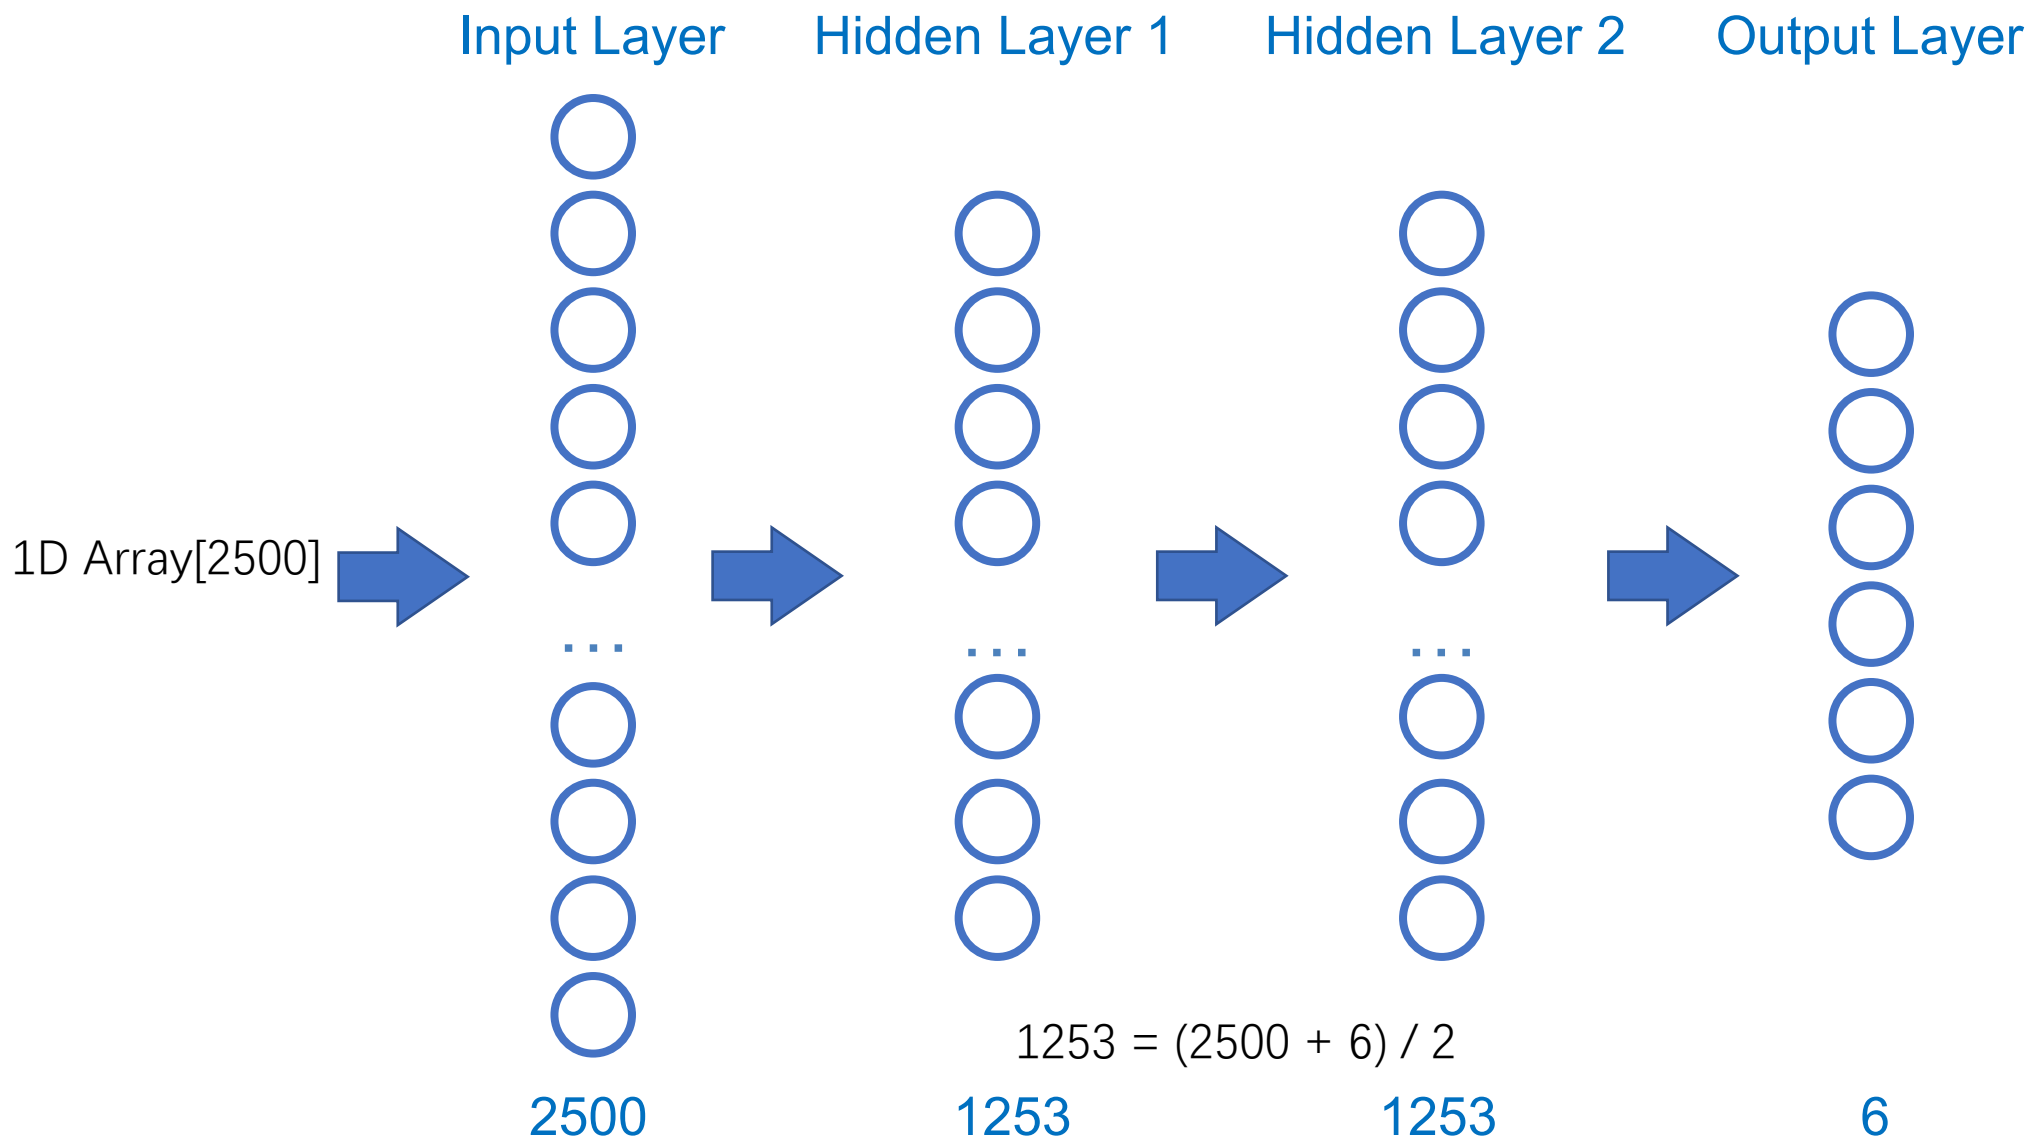 Input Layer Hidden Layer 1 Hidden Layer 2 Output Layer
1D Array[2500]
...
... ...
1253 = (2500 + 6) / 2
2500 1253 1253 6